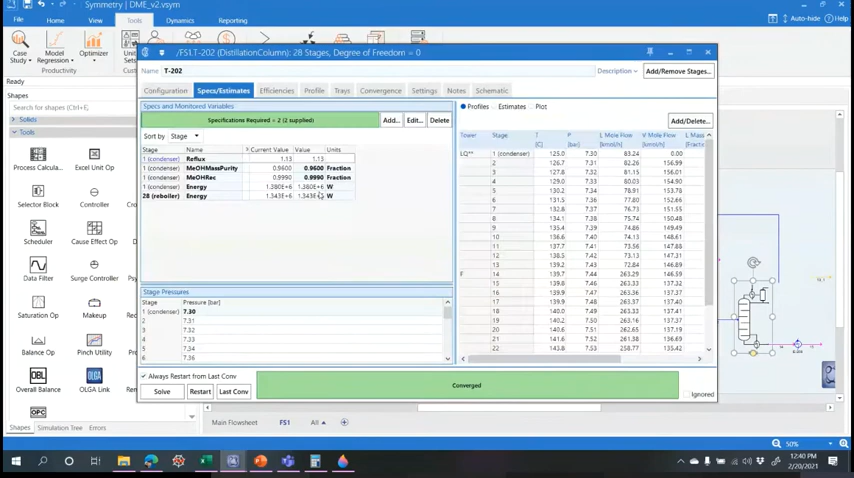 Symmetry - DME_v2.vsym
File Home View Tools Dynamics Reporting
Auto-hide
Case Study
Model Regression
Optimizer
Productivity
Ready
Shapes
Search for shapes (Ctrl+F)
Solids
Tools
Process Calcula...
Excel Unit Op
Selector Block
Controller
Scheduler
Cause Effect Op
Data Filter
Surge Controller
Saturation Op
Makeup
Balance Op
Pinch Utility
Overall Balance
OLGA Link
OBL
OPC
Shapes Simulation Tree Errors
/FS1.T-202 (DistillationColumn): 28 Stages, Degree of Freedom = 0
Name T-202
Description
Add/Remove Stages...
Configuration Specs/Estimates Efficiencies Profile Trays Convergence Settings Notes Schematic
Specs and Monitored Variables
Specifications Required = 2 (2 supplied)
Add... Edit... Delete
Sort by Stage
Stage Current Value Value Units
1 (condenser) Reflux 1.13 1.13
1 (condenser) MeOHMassPurity 0.9600 0.9600 Fraction
1 (condenser) MeOHRec 0.9990 0.9990 Fraction
1 (condenser) Energy 1.380E+6 1.380E+6 W
28 (reboiler) Energy 1.343E+6 W
Stage Pressures
Stage Pressure [bar]
1 (condenser) 7.30
2 7.31
3 7.32
4 7.33
5 7.34
6 7.36
Always Restart from Last Conv
Solve Restart Last Conv
Converged
Ignored
Profiles Estimates Plot
Add/Delete...
Tower Stage T [C] P [bar] L Mole Flow [kmol/h] V Mole Flow [kmol/h] L Mass
LQ** 1 (condenser) 125.0 7.30 83.24 0.00
2 126.7 7.31 82.26 156.99
3 127.8 7.32 81.15 156.01
4 129.0 7.33 80.03 154.90
5 130.2 7.34 78.91 153.78
6 131.5 7.36 77.80 152.66
7 132.8 7.37 76.73 151.55
8 134.1 7.38 75.74 150.48
9 135.4 7.39 74.86 149.49
10 136.6 7.40 74.13 148.61
11 137.7 7.41 73.56 147.88
12 138.5 7.42 73.13 147.31
13 139.2 7.43 72.84 146.89
F 14 139.7 7.44 263.29 146.59
15 139.8 7.46 263.33 137.32
16 139.9 7.47 263.36 137.37
17 139.9 7.48 263.37 137.40
18 140.0 7.49 263.33 137.41
19 140.2 7.50 263.16 137.37
20 140.6 7.51 262.65 137.19
21 141.6 7.52 261.38 136.69
22 143.8 7.53 258.77 135.42
Main Flowsheet FS1 All
50%
12:40 PM
2/20/2021